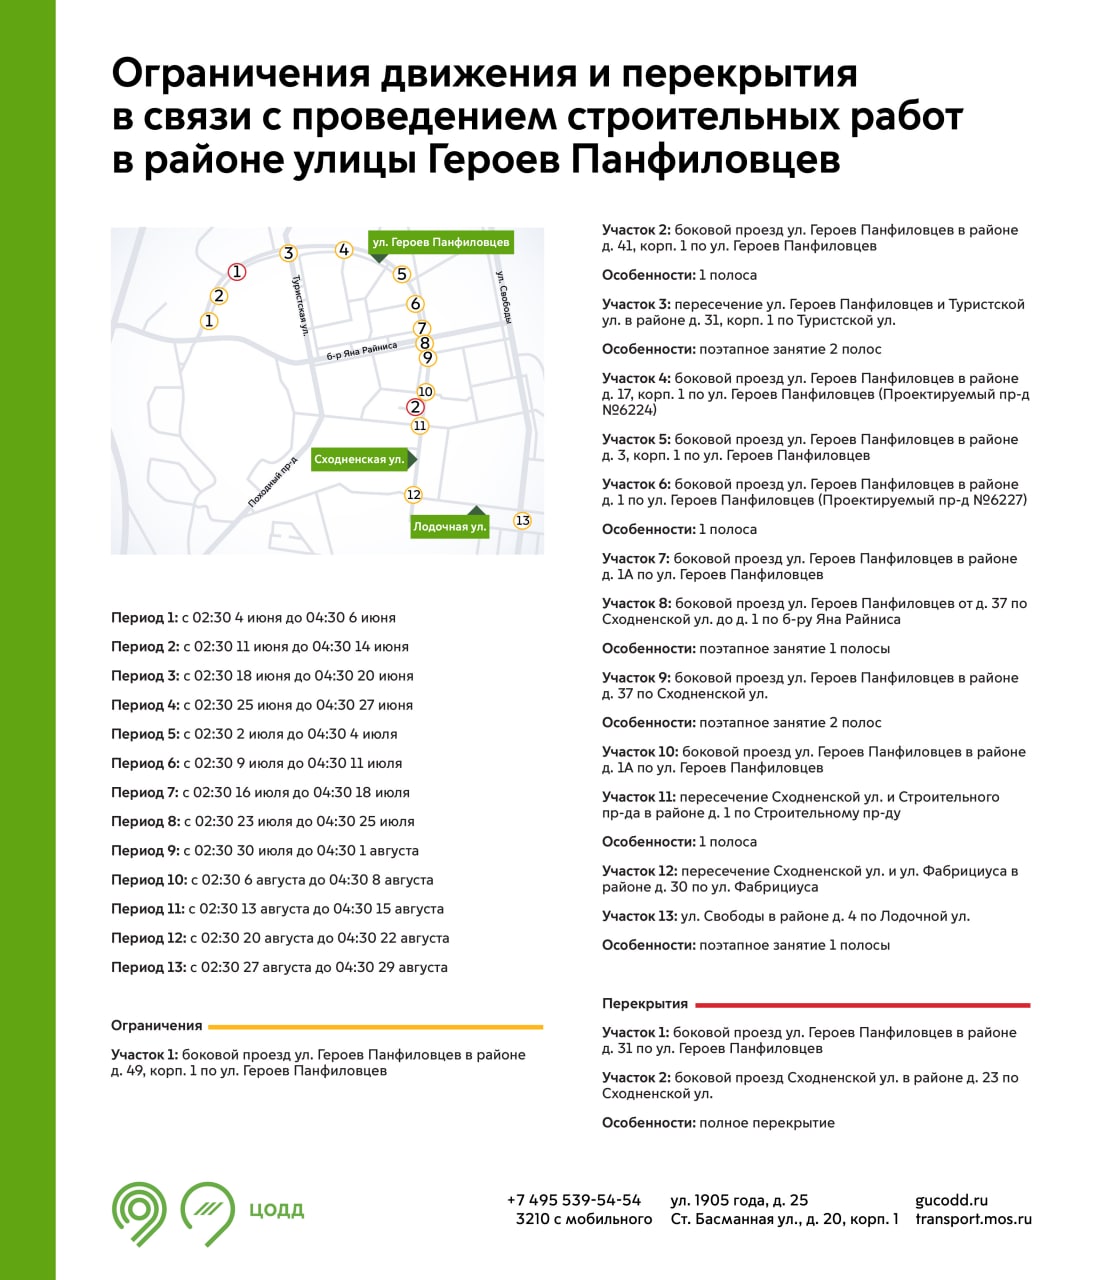 Ограничения движения и перекрытия
в связи с проведением строительных работ
в районе улицы Героев Панфиловцев
ул. Героев Панфиловцев
1
2
1
3
4
5
6
7
8
9
10
2
11
12
13
Туристская ул.
ул. Свободы
б-р Яна Райниса
Походный пр-д
Сходненская ул.
Лодочная ул.
Период 1: с 02:30 4 июня до 04:30 6 июня
Период 2: с 02:30 11 июня до 04:30 14 июня
Период 3: с 02:30 18 июня до 04:30 20 июня
Период 4: с 02:30 25 июня до 04:30 27 июня
Период 5: с 02:30 2 июля до 04:30 4 июля
Период 6: с 02:30 9 июля до 04:30 11 июля
Период 7: с 02:30 16 июля до 04:30 18 июля
Период 8: с 02:30 23 июля до 04:30 25 июля
Период 9: с 02:30 30 июля до 04:30 1 августа
Период 10: с 02:30 6 августа до 04:30 8 августа
Период 11: с 02:30 13 августа до 04:30 15 августа
Период 12: с 02:30 20 августа до 04:30 22 августа
Период 13: с 02:30 27 августа до 04:30 29 августа
Ограничения
Участок 1: боковой проезд ул. Героев Панфиловцев в районе
д. 49, корп. 1 по ул. Героев Панфиловцев
Участок 2: боковой проезд ул. Героев Панфиловцев в районе
д. 41, корп. 1 по ул. Героев Панфиловцев
Особенности: 1 полоса
Участок 3: пересечение ул. Героев Панфиловцев и Туристской
ул. в районе д. 31, корп. 1 по Туристской ул.
Особенности: поэтапное занятие 2 полос
Участок 4: боковой проезд ул. Героев Панфиловцев в районе
д. 17, корп. 1 по ул. Героев Панфиловцев (Проектируемый пр-д
№6224)
Участок 5: боковой проезд ул. Героев Панфиловцев в районе
д. 3, корп. 1 по ул. Героев Панфиловцев
Участок 6: боковой проезд ул. Героев Панфиловцев в районе
д. 1 по ул. Героев Панфиловцев (Проектируемый пр-д №6227)
Особенности: 1 полоса
Участок 7: боковой проезд ул. Героев Панфиловцев в районе
д. 1А по ул. Героев Панфиловцев
Участок 8: боковой проезд ул. Героев Панфиловцев от д. 37 по
Сходненской ул. до д. 1 по б-ру Яна Райниса
Особенности: поэтапное занятие 1 полосы
Участок 9: боковой проезд ул. Героев Панфиловцев в районе
д. 37 по Сходненской ул.
Особенности: поэтапное занятие 2 полос
Участок 10: боковой проезд ул. Героев Панфиловцев в районе
д. 1А по ул. Героев Панфиловцев
Участок 11: пересечение Сходненской ул. и Строительного
пр-да в районе д. 1 по Строительному пр-ду
Особенности: 1 полоса
Участок 12: пересечение Сходненской ул. и ул. Фабрициуса в
районе д. 30 по ул. Фабрициуса
Участок 13: ул. Свободы в районе д. 4 по Лодочной ул.
Особенности: поэтапное занятие 1 полосы
Перекрытия
Участок 1: боковой проезд ул. Героев Панфиловцев в районе
д. 31 по ул. Героев Панфиловцев
Участок 2: боковой проезд Сходненской ул. в районе д. 23 по
Сходненской ул.
Особенности: полное перекрытие
ЦОДД
+7 495 539-54-54
3210 с мобильного
ул. 1905 года, д. 25
Ст. Басманная ул., д. 20, корп. 1
gucodd.ru
transport.mos.ru